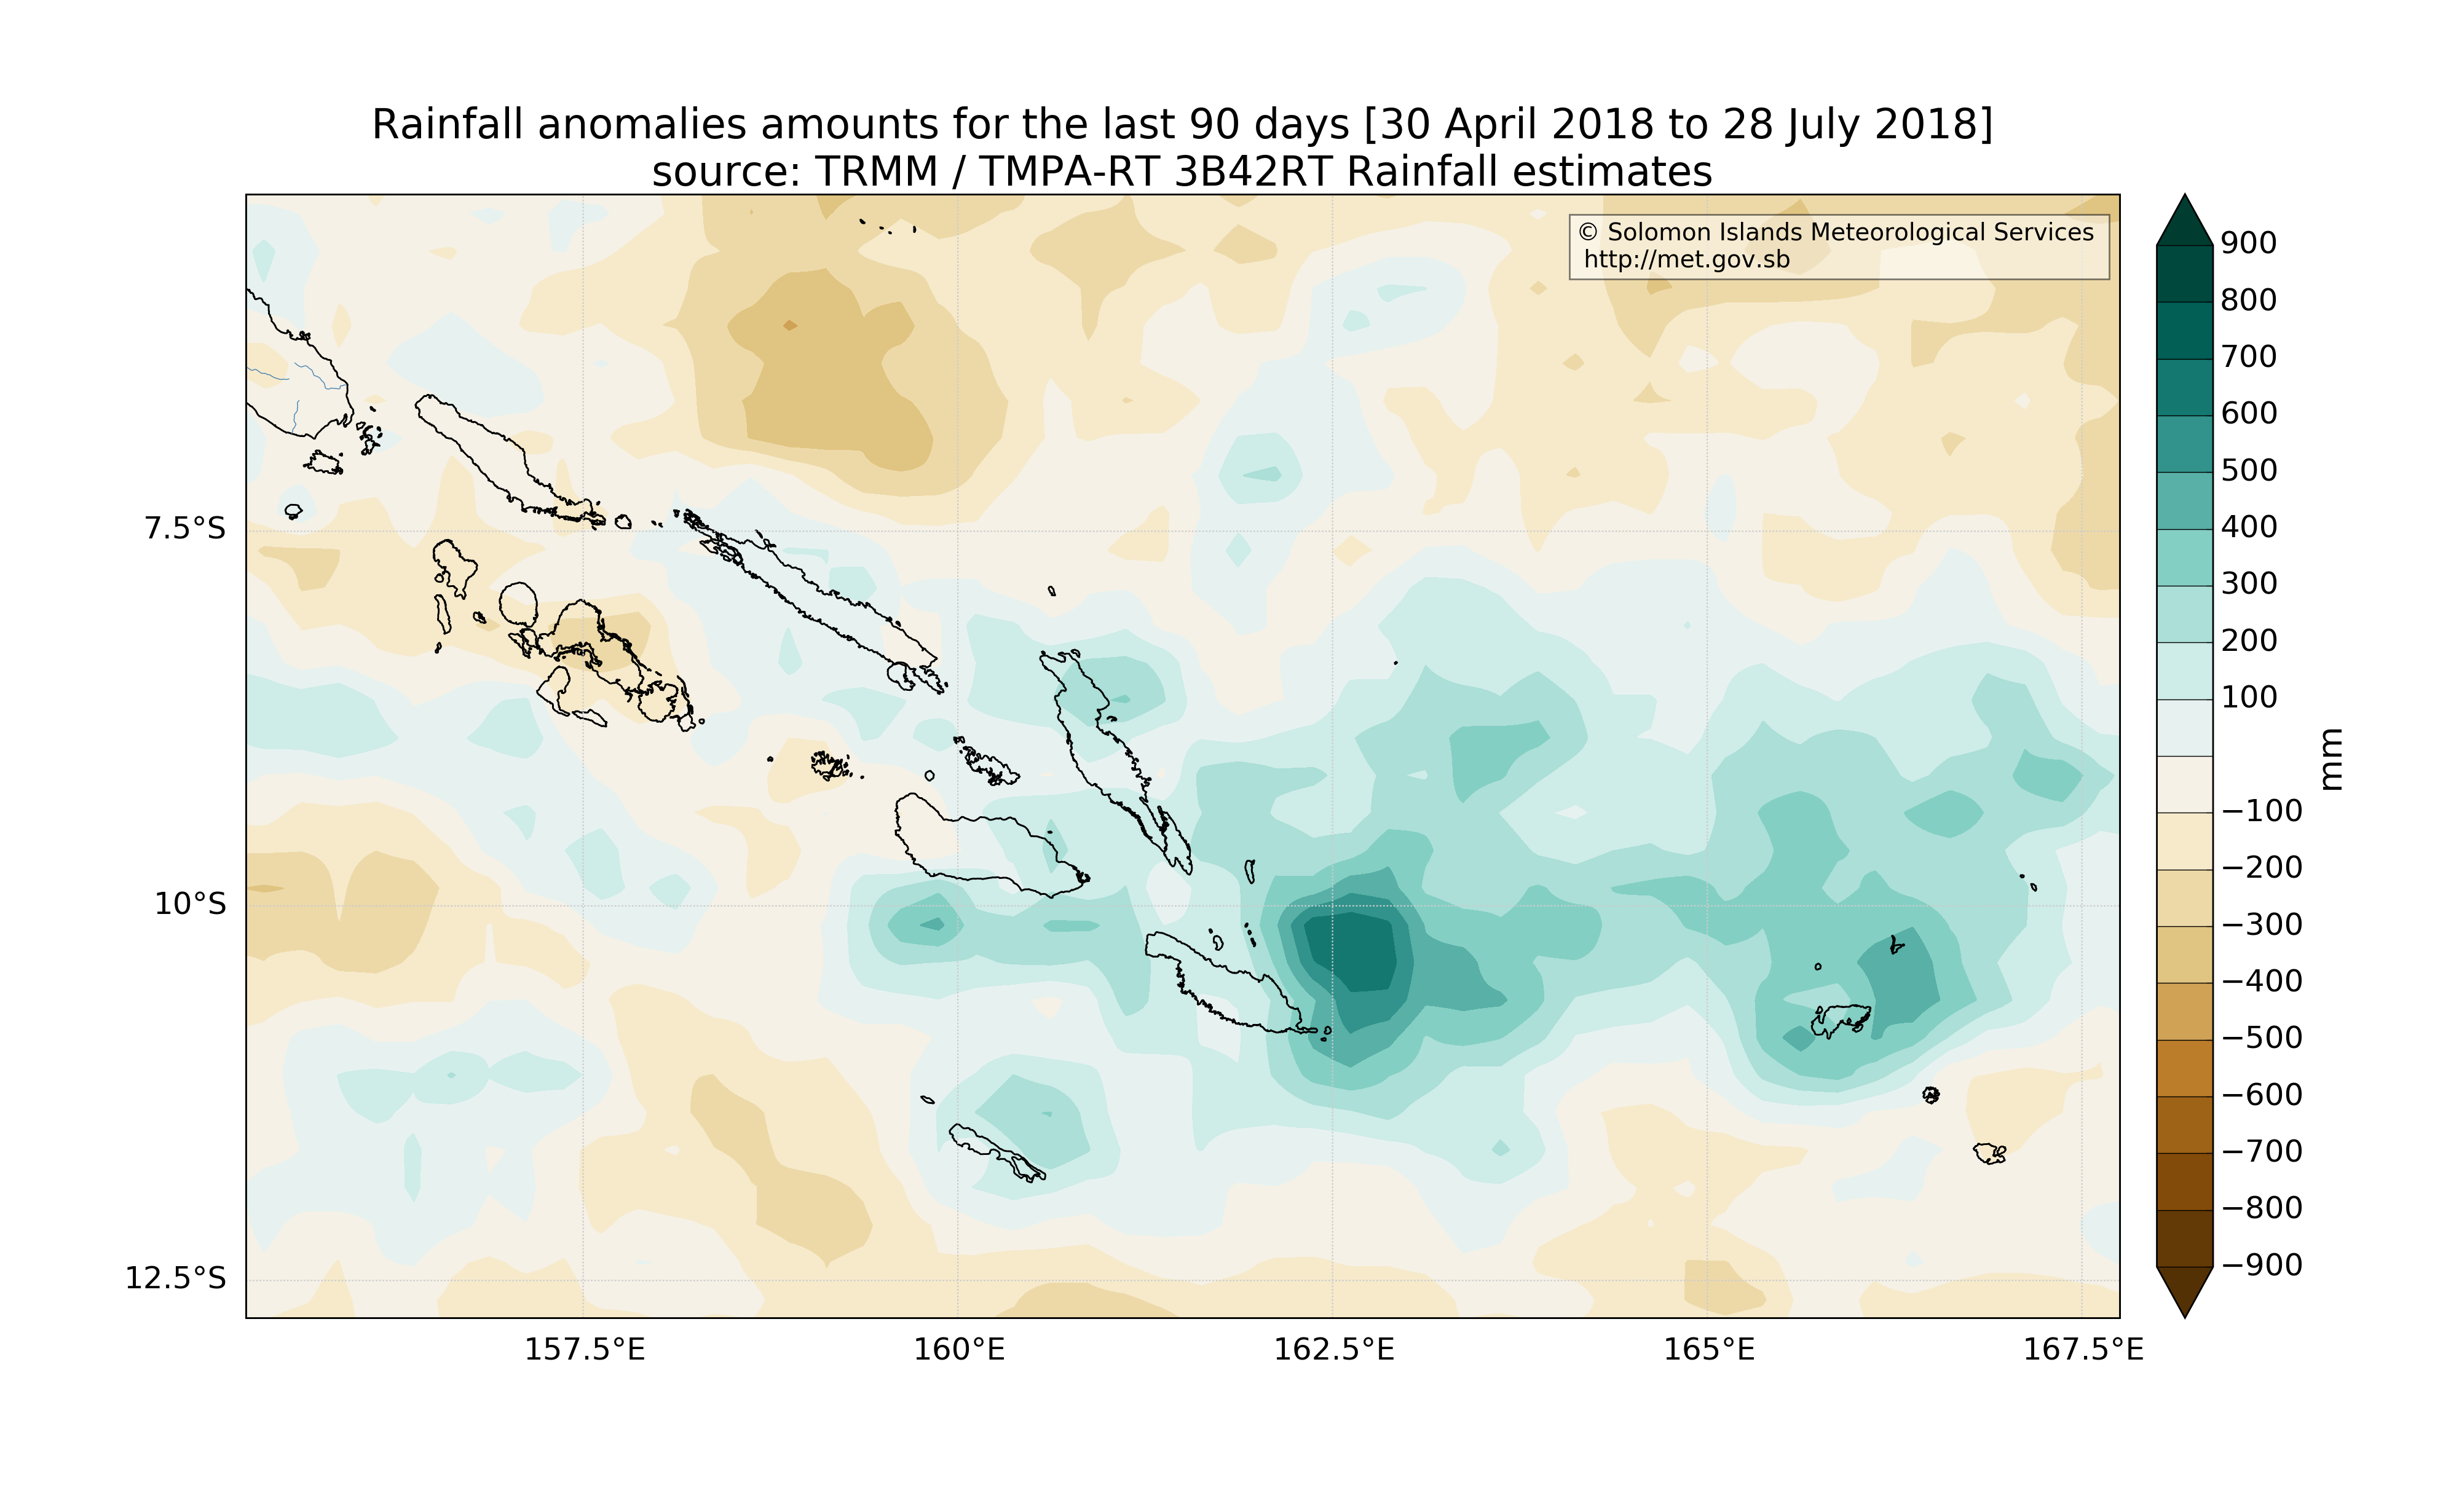 Rainfall anomalies amounts for the last 90 days [30 April 2018 to 28 July 2018]
source: TRMM / TMPA-RT 3B42RT Rainfall estimates
© Solomon Islands Meteorological Services
http://met.gov.sb
7.5°S
10°S
12.5°S
157.5°E
160°E
162.5°E
165°E
167.5°E
900
800
700
600
500
400
300
200
100
−100
−200
−300
−400
−500
−600
−700
−800
−900
mm